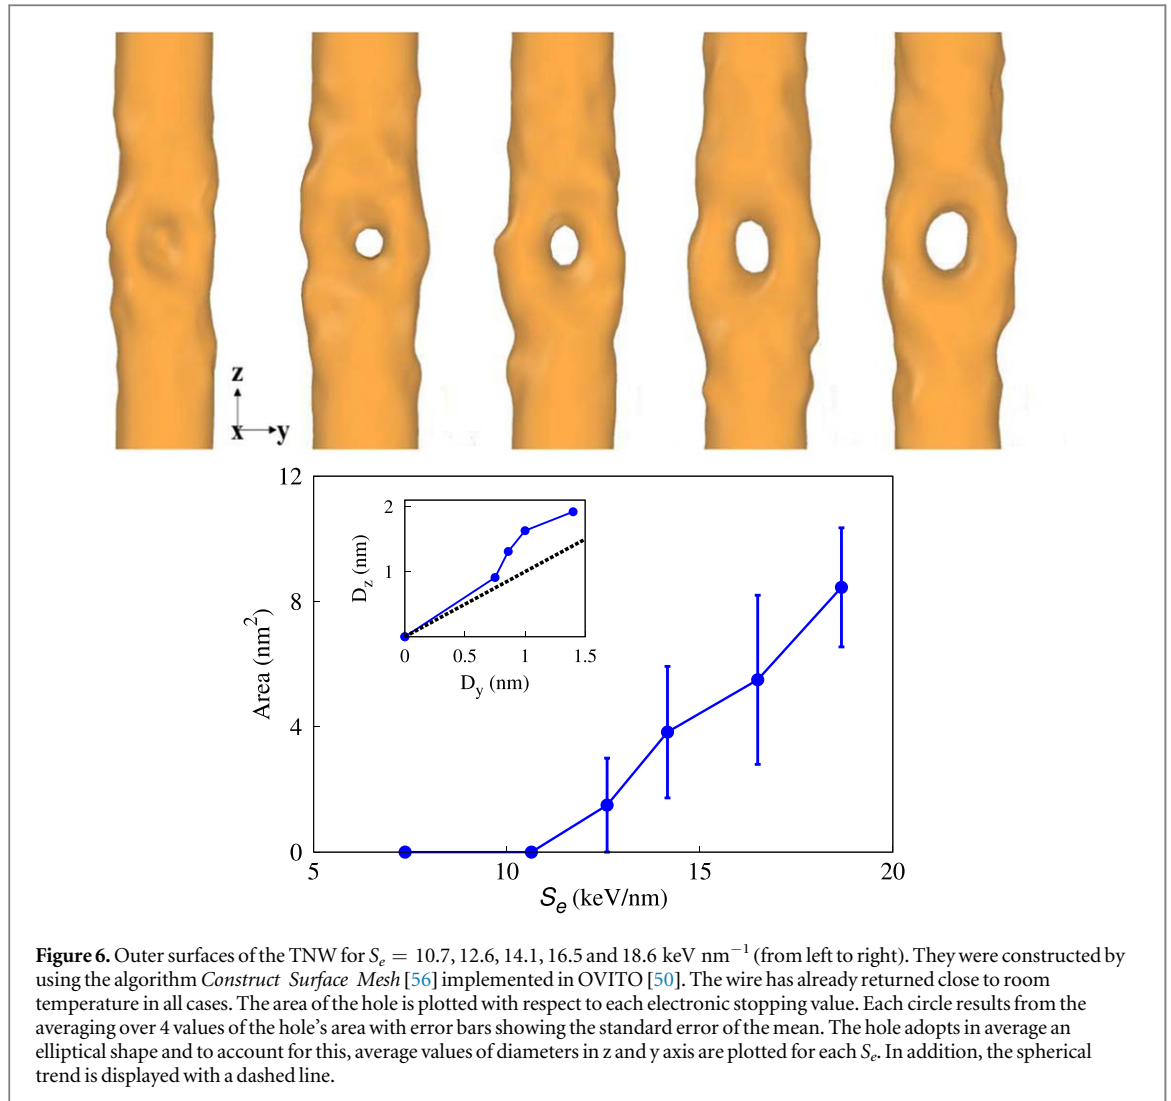 z
x
y
12
8
4
0
Area (nm²)
5
10
15
20
Sₑ (keV/nm)
2
1
D_z (nm)
0
0.5
1
1.5
D_y (nm)
Figure 6. Outer surfaces of the TNW for Sₑ = 10.7, 12.6, 14.1, 16.5 and 18.6 keV nm⁻¹ (from left to right). They were constructed by
using the algorithm Construct Surface Mesh [56] implemented in OVITO [50]. The wire has already returned close to room
temperature in all cases. The area of the hole is plotted with respect to each electronic stopping value. Each circle results from the
averaging over 4 values of the hole's area with error bars showing the standard error of the mean. The hole adopts in average an
elliptical shape and to account for this, average values of diameters in z and y axis are plotted for each Sₑ. In addition, the spherical
trend is displayed with a dashed line.